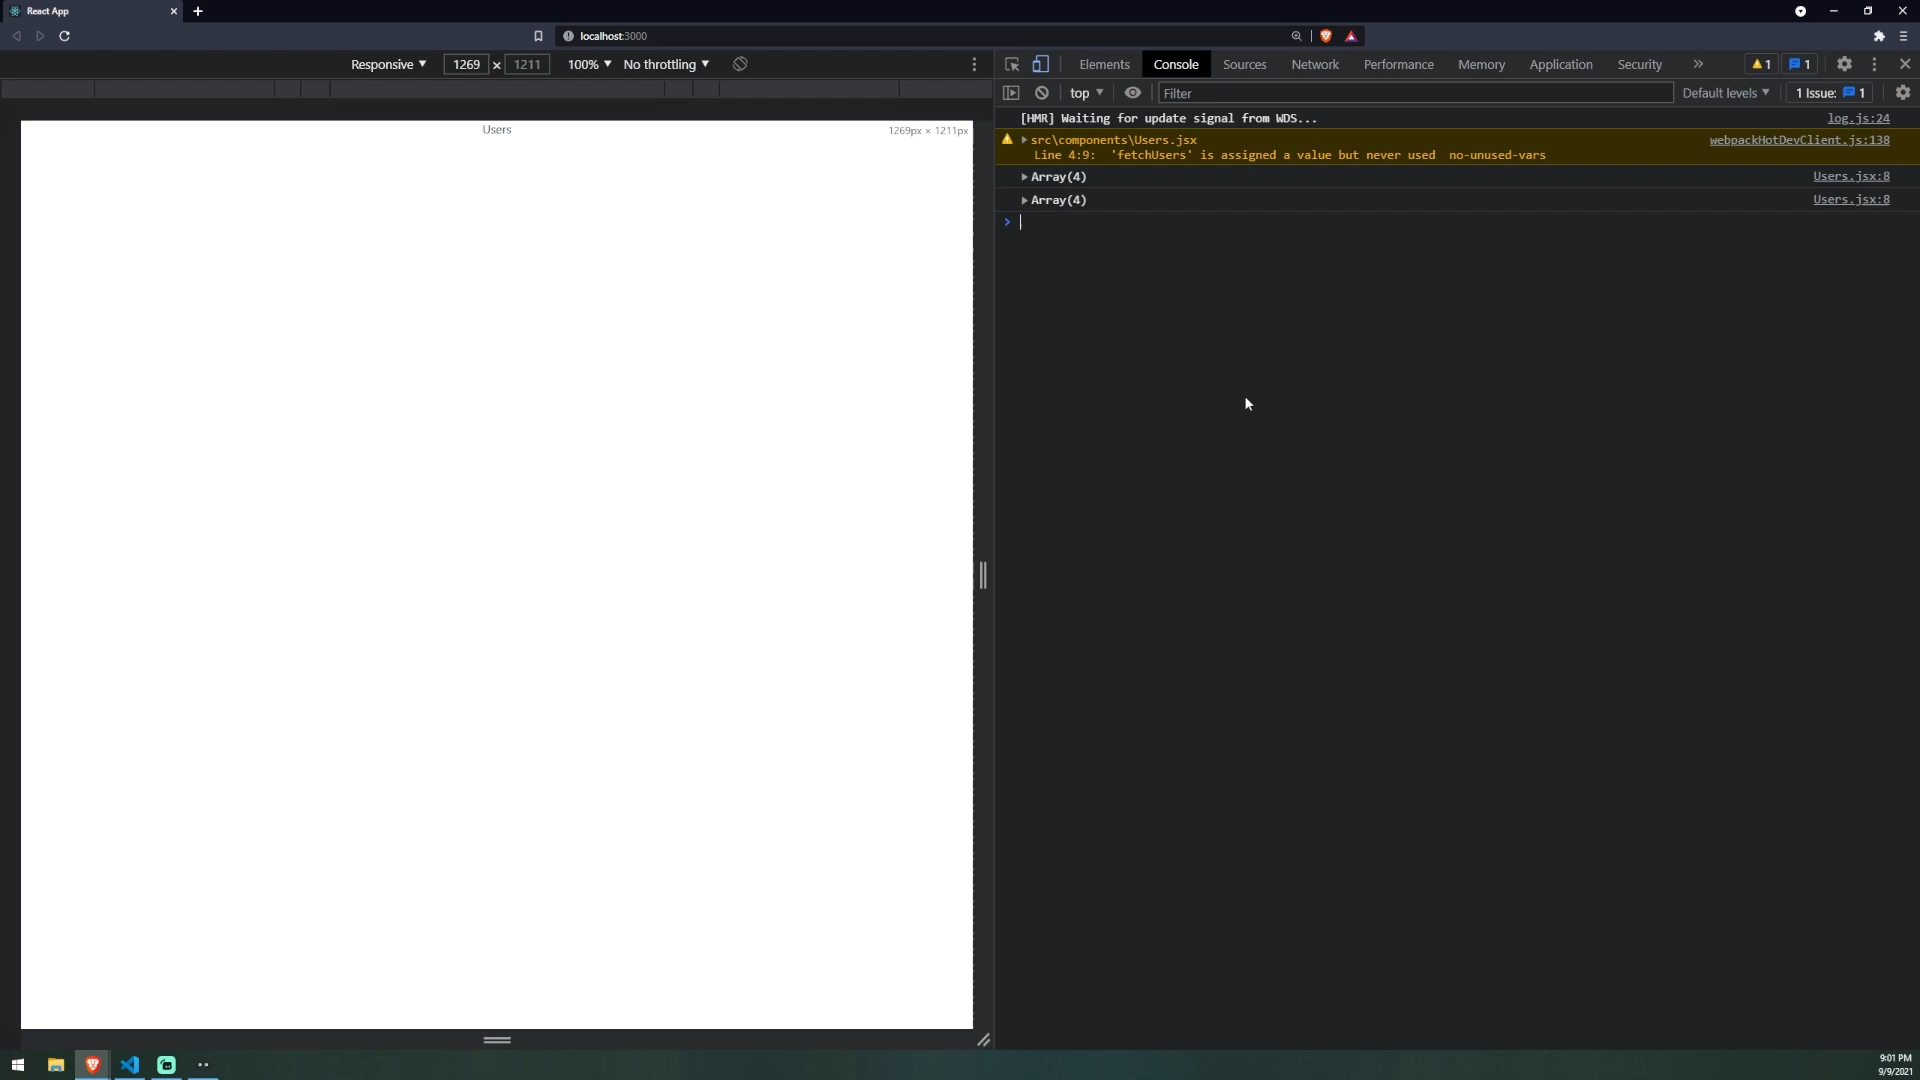 React App
localhost:3000
Responsive 1269 × 1211 100% No throttling
Elements Console Sources Network Performance Memory Application Security 1 1
top Filter Default levels 1 Issue: 1
[HMR] Waiting for update signal from WDS... log.js:24
src\components\Users.jsx webpackHotDevClient.js:138
Line 4:9: 'fetchUsers' is assigned a value but never used no-unused-vars
Array(4) Users.jsx:8
Array(4) Users.jsx:8
Users
1269px × 1211px
9:01 PM
9/9/2021